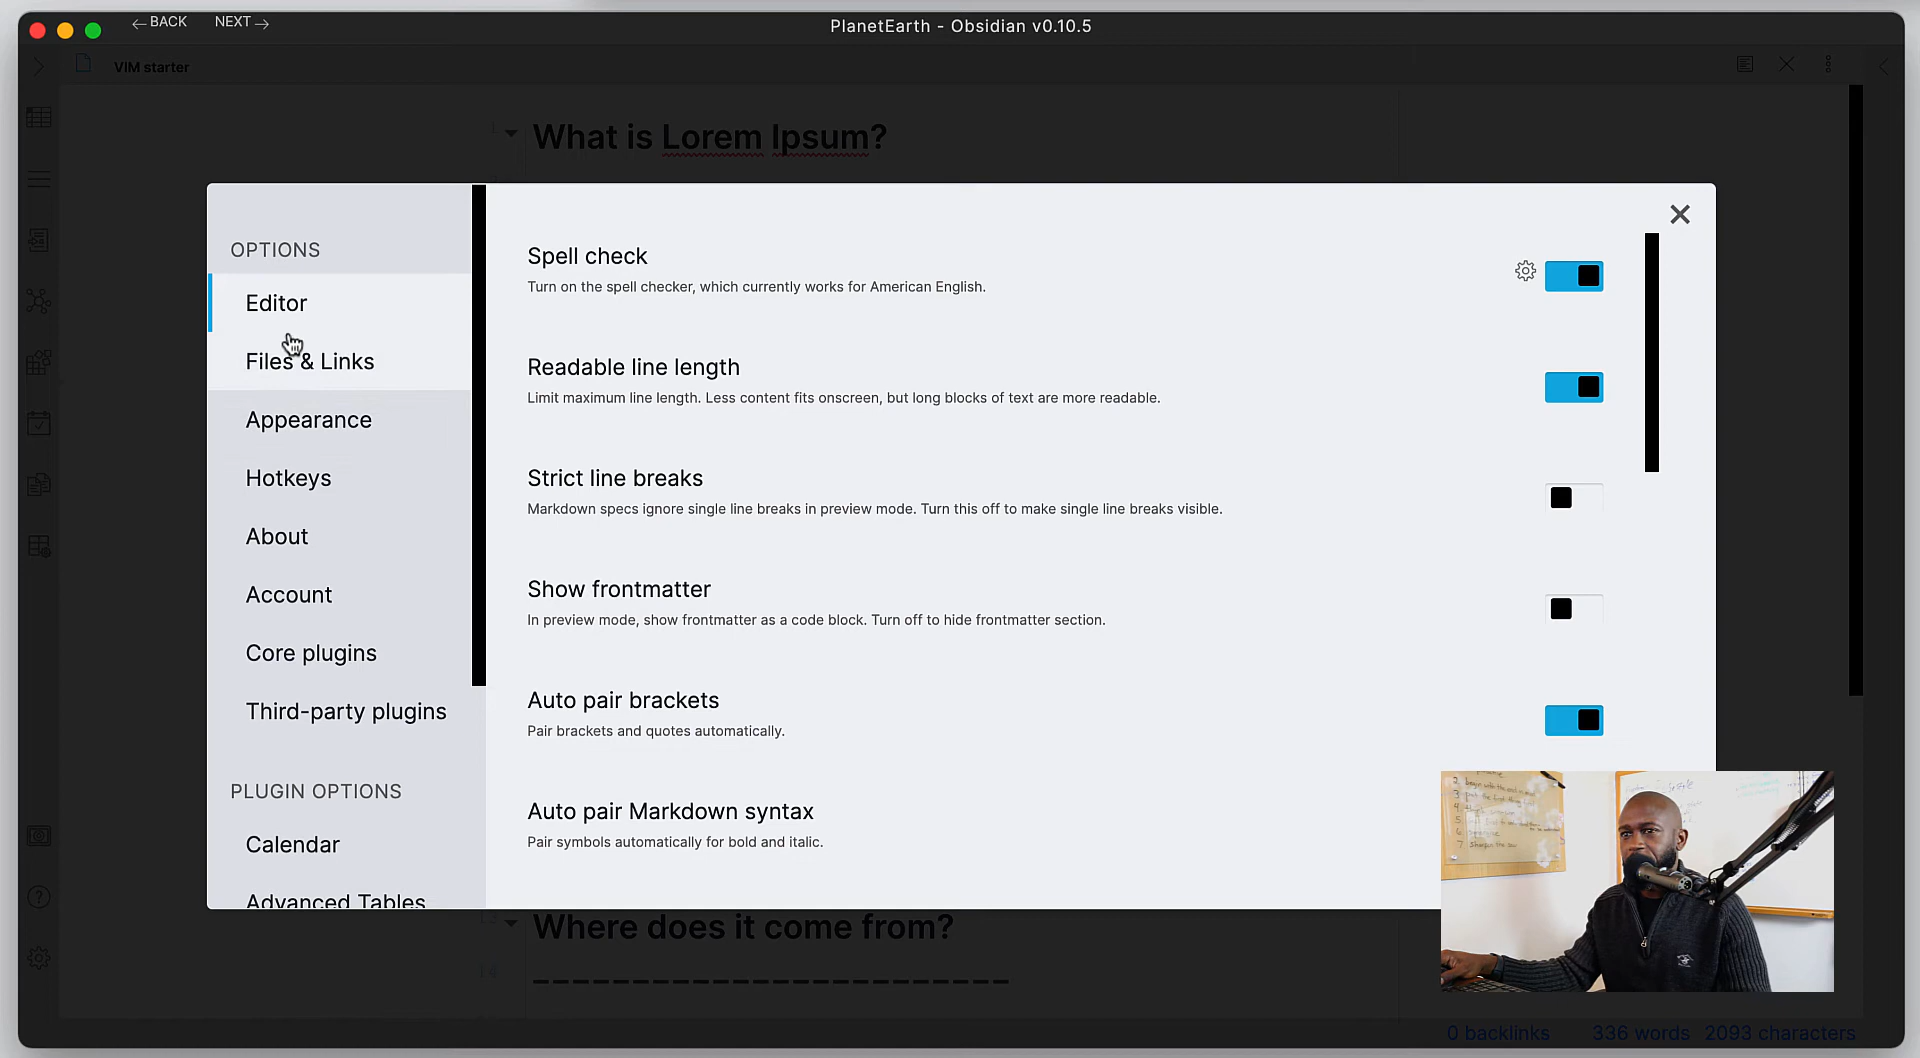 BACK NEXT
PlanetEarth - Obsidian v0.10.5
VIM starter
1
What is Lorem Ipsum?
OPTIONS
Editor
Files & Links
Appearance
Hotkeys
About
Account
Core plugins
Third-party plugins
PLUGIN OPTIONS
Calendar
Advanced Tables
Spell check
Turn on the spell checker, which currently works for American English.
Readable line length
Limit maximum line length. Less content fits onscreen, but long blocks of text are more readable.
Strict line breaks
Markdown specs ignore single line breaks in preview mode. Turn this off to make single line breaks visible.
Show frontmatter
In preview mode, show frontmatter as a code block. Turn off to hide frontmatter section.
Auto pair brackets
Pair brackets and quotes automatically.
Auto pair Markdown syntax
Pair symbols automatically for bold and italic.
Where does it come from?
14
0 backlinks 336 words 2093 characters